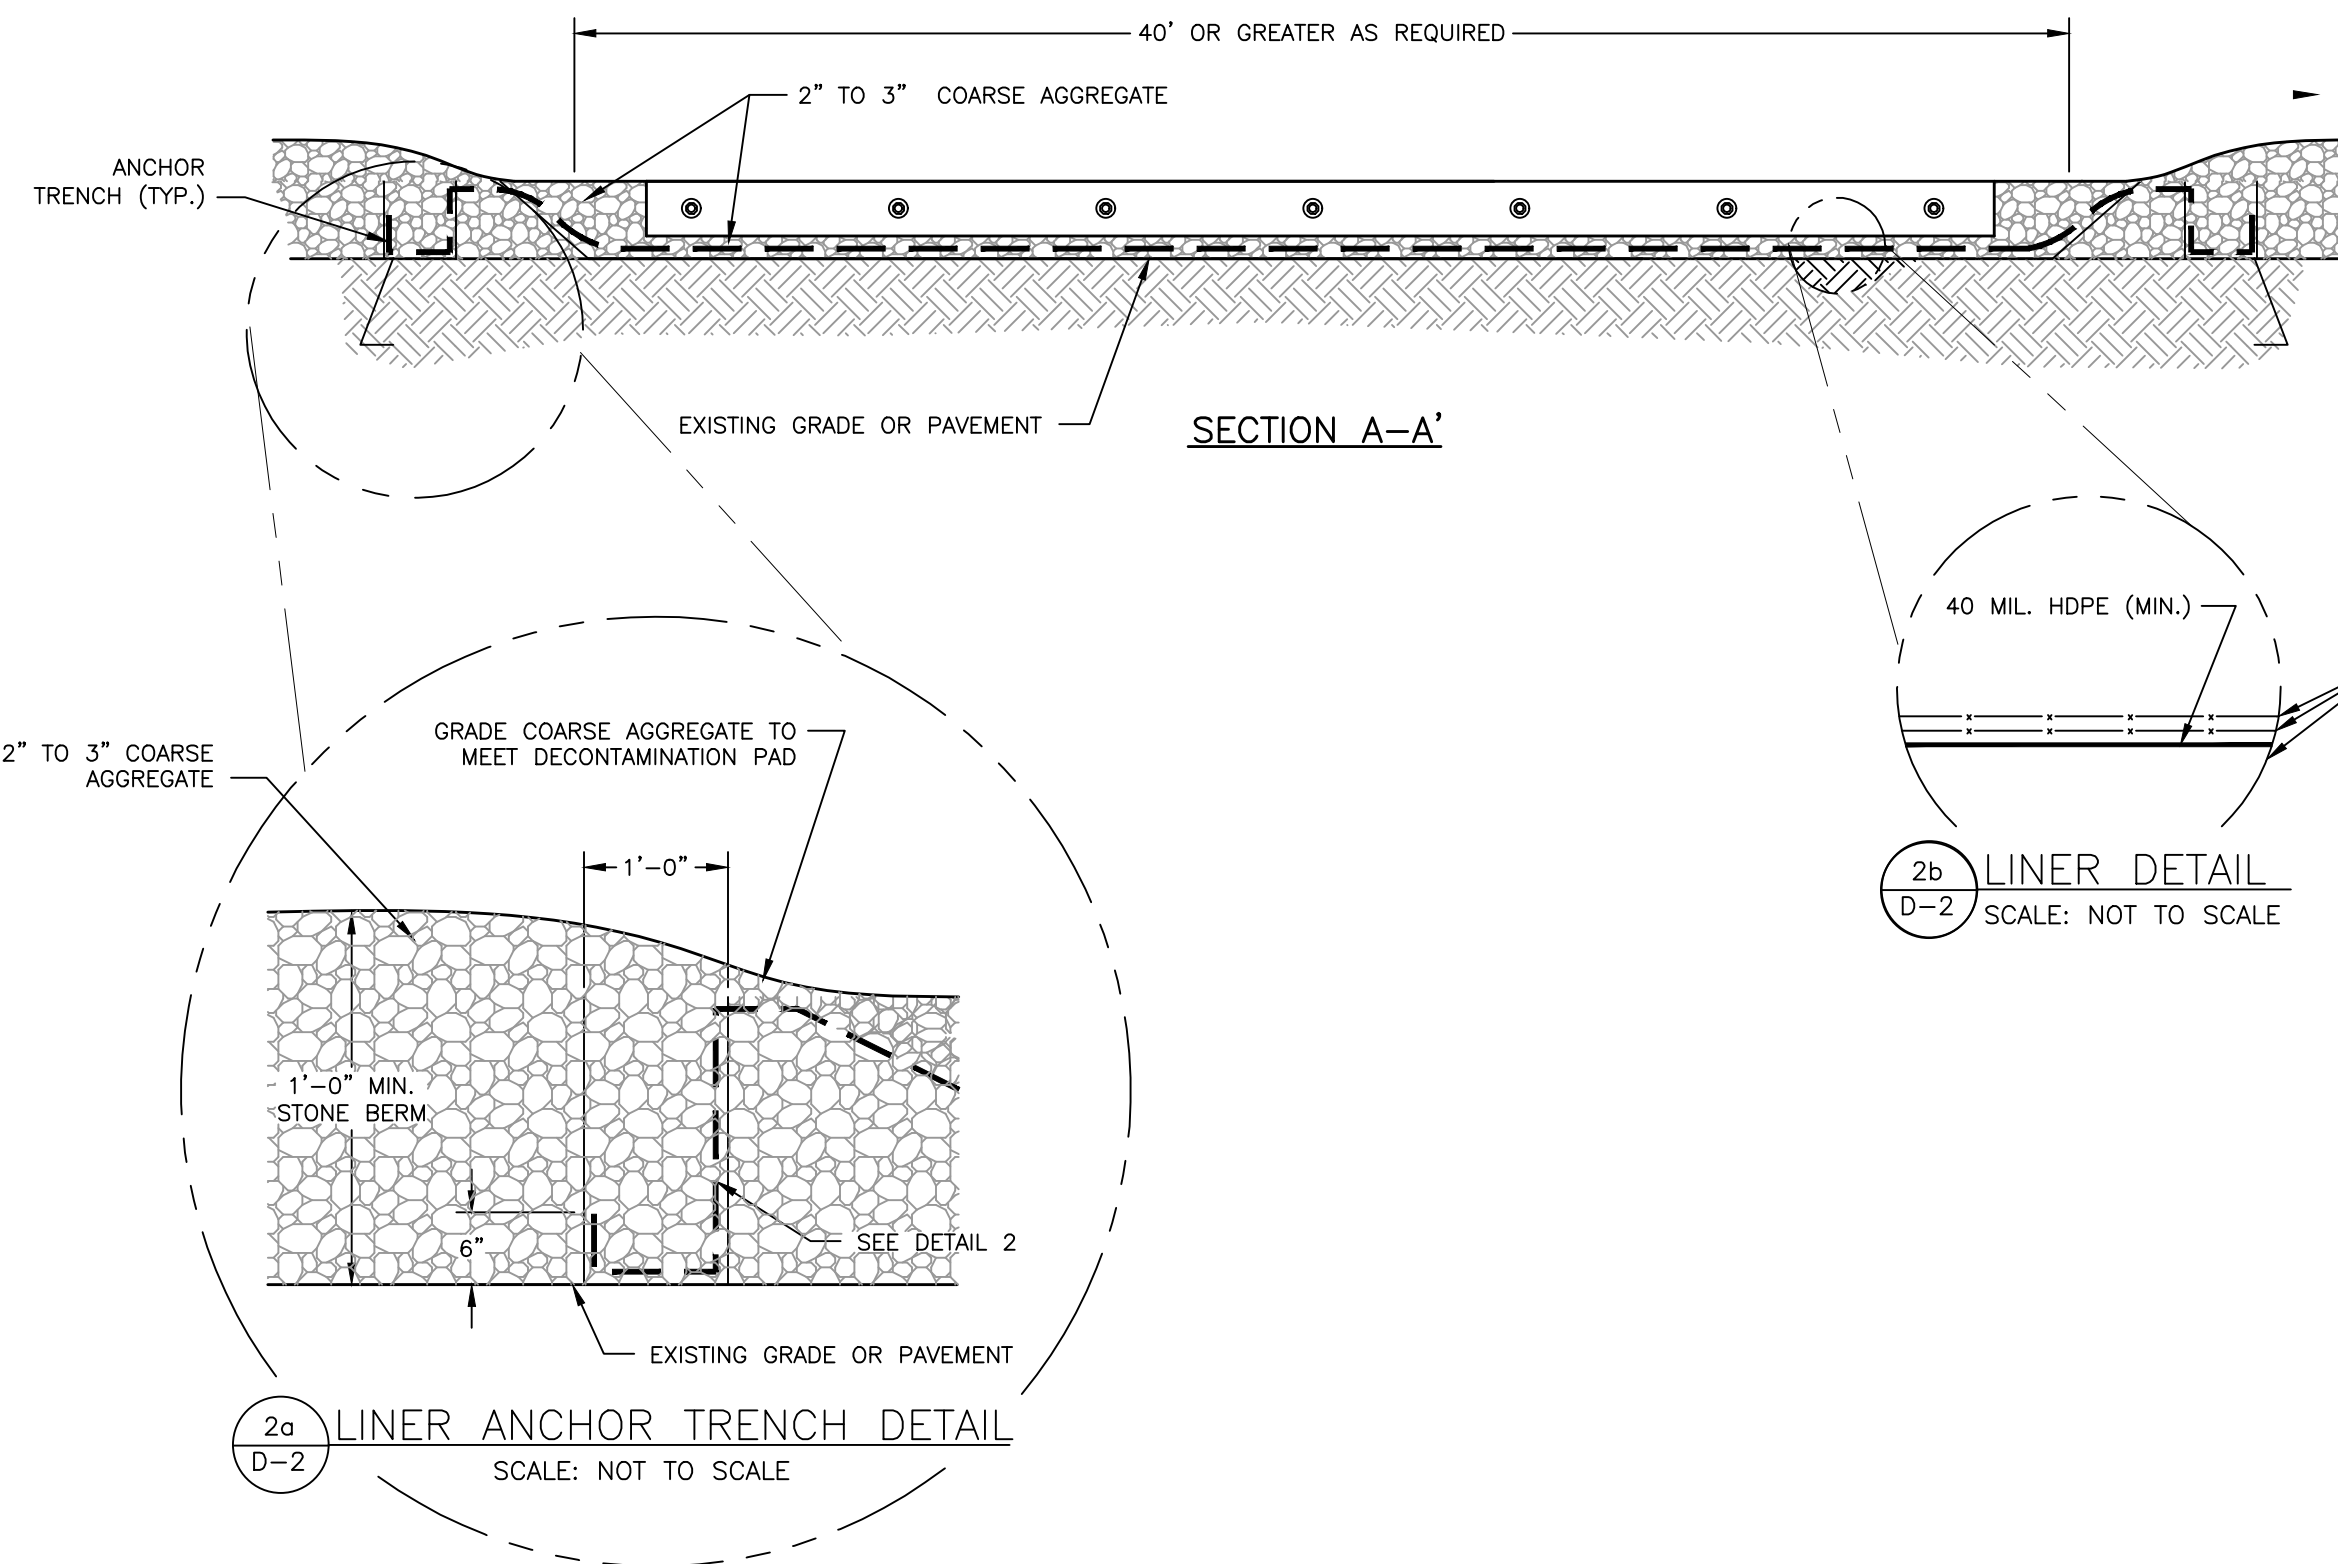 40' OR GREATER AS REQUIRED
2" TO 3" COARSE AGGREGATE
ANCHOR
TRENCH (TYP.)
EXISTING GRADE OR PAVEMENT
SECTION A-A'
40 MIL. HDPE (MIN.)
2b
D-2
LINER DETAIL
SCALE: NOT TO SCALE
2" TO 3" COARSE
AGGREGATE
GRADE COARSE AGGREGATE TO
MEET DECONTAMINATION PAD
1'-0"
1'-0" MIN.
STONE BERM
6"
SEE DETAIL 2
EXISTING GRADE OR PAVEMENT
2a
D-2
LINER ANCHOR TRENCH DETAIL
SCALE: NOT TO SCALE